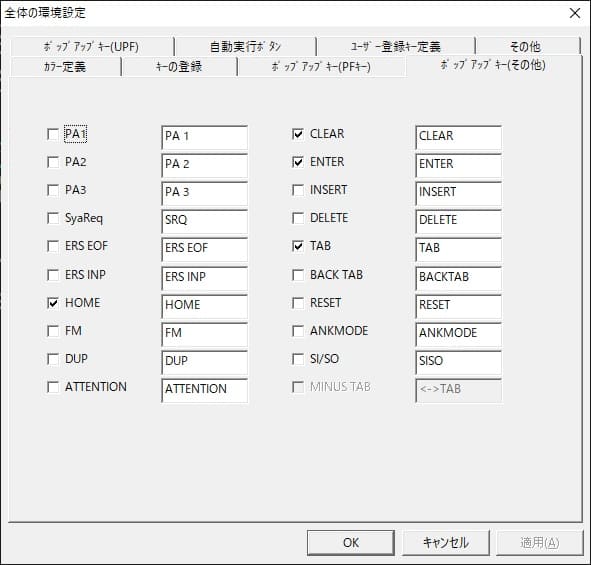 全体の環境設定
ﾎﾟｯﾌﾟｱｯﾌﾟｷｰ(UPF) 自動実行ﾎﾞﾀﾝ ﾕｰｻﾞｰ登録ｷｰ定義 その他
ｶﾗｰ定義 ｷｰの登録 ﾎﾟｯﾌﾟｱｯﾌﾟｷｰ(PFｷｰ) ﾎﾟｯﾌﾟｱｯﾌﾟｷｰ(その他)
PA1 PA 1 CLEAR CLEAR
PA2 PA 2 ENTER ENTER
PA3 PA 3 INSERT INSERT
SyaReq SRQ DELETE DELETE
ERS EOF ERS EOF TAB TAB
ERS INP ERS INP BACK TAB BACKTAB
HOME HOME RESET RESET
FM FM ANKMODE ANKMODE
DUP DUP SI/SO SISO
ATTENTION ATTENTION MINUS TAB <->TAB
OK ｷｬﾝｾﾙ 適用(A)